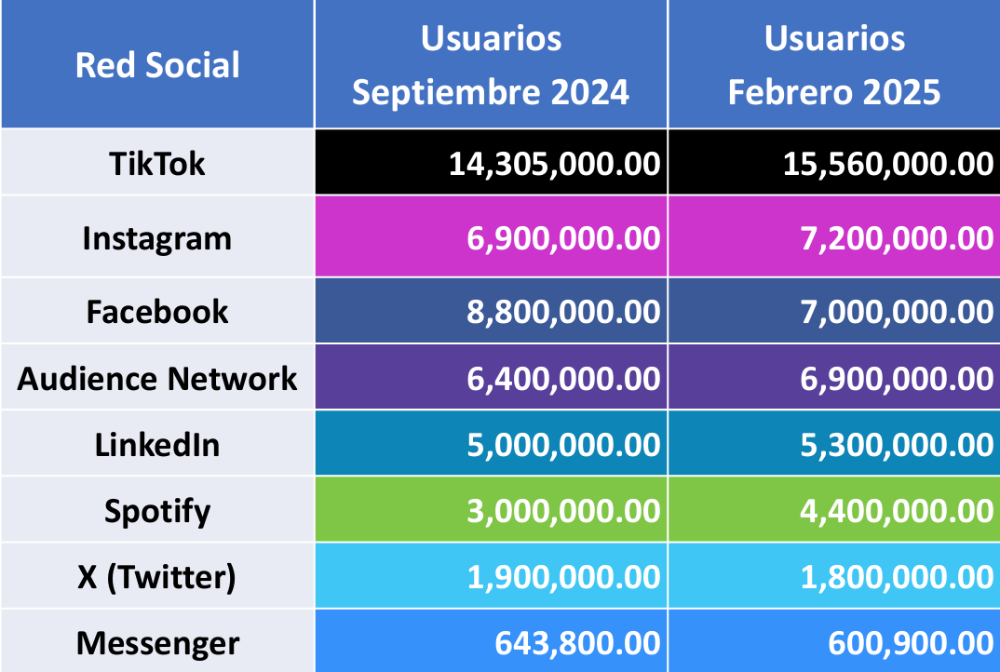 Red Social
Usuarios
Septiembre 2024
Usuarios
Febrero 2025
TikTok 14,305,000.00 15,560,000.00
Instagram 6,900,000.00 7,200,000.00
Facebook 8,800,000.00 7,000,000.00
Audience Network 6,400,000.00 6,900,000.00
LinkedIn 5,000,000.00 5,300,000.00
Spotify 3,000,000.00 4,400,000.00
X (Twitter) 1,900,000.00 1,800,000.00
Messenger 643,800.00 600,900.00